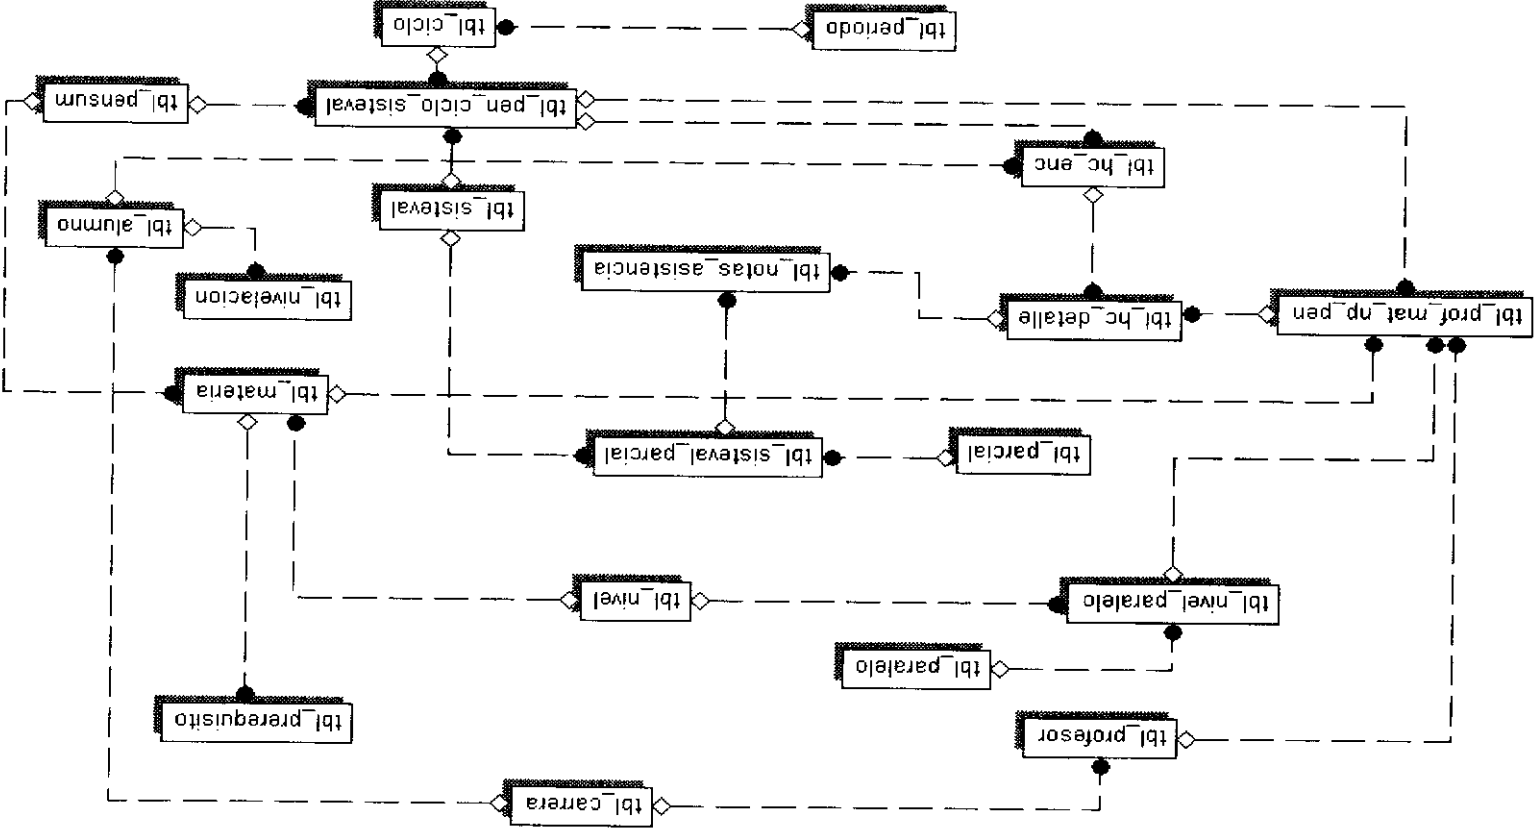 tbl_carrera
tbl_profesor
tbl_prerequisito
tbl_paralelo
tbl_nivel_paralelo
tbl_nivel
tbl_parcial
tbl_sisteval_parcial
tbl_materia
tbl_prof_mat_np_pen
tbl_hc_detalle
tbl_nivelacion
tbl_notas_asistencia
tbl_alumno
tbl_sisteval
tbl_hc_enc
tbl_pen_ciclo_sisteval
tbl_pensum
tbl_periodo
tbl_ciclo